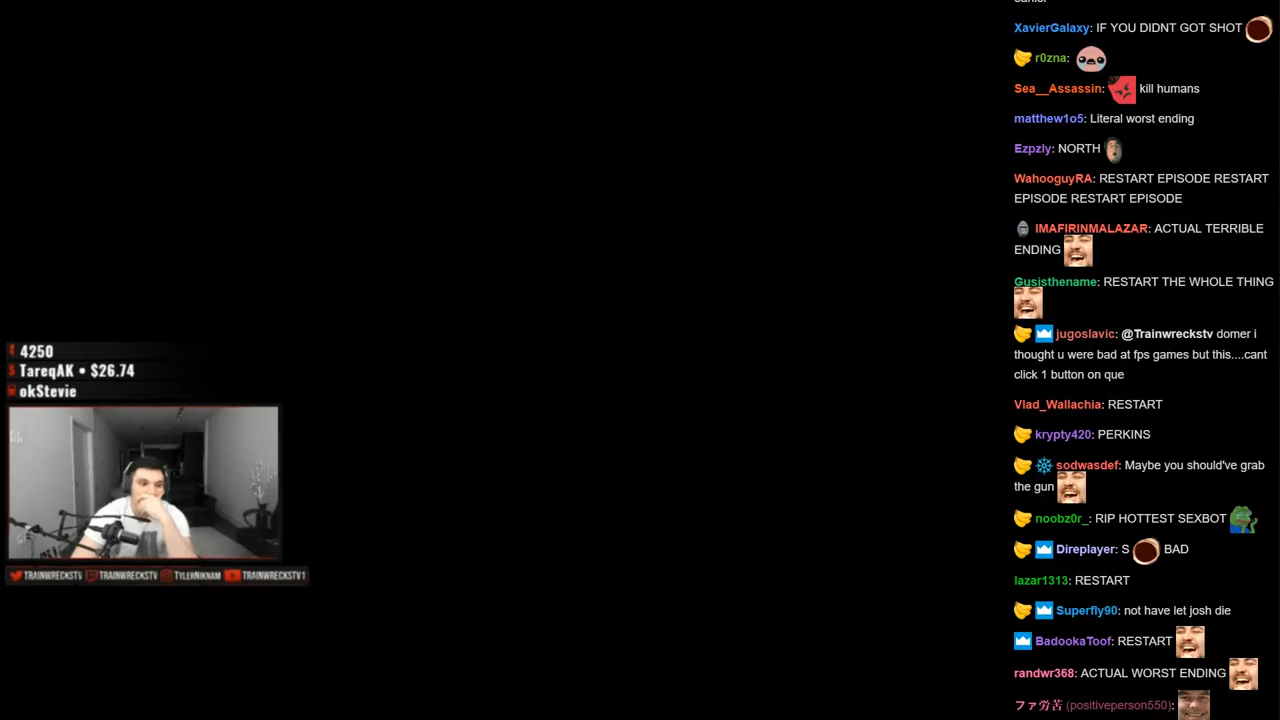 XavierGalaxy: IF YOU DIDNT GOT SHOT
r0zna:
Sea__Assassin: kill humans
matthew1o5: Literal worst ending
Ezpzly: NORTH
WahooguyRA: RESTART EPISODE RESTART
EPISODE RESTART EPISODE
IMAFIRINMALAZAR: ACTUAL TERRIBLE
ENDING
Gusisthename: RESTART THE WHOLE THING
jugoslavic: @Trainwreckstv domer i
thought u were bad at fps games but this....cant
click 1 button on que
Vlad_Wallachia: RESTART
krypty420: PERKINS
sodwasdef: Maybe you should've grab
the gun
noobz0r_: RIP HOTTEST SEXBOT
Direplayer: S BAD
lazar1313: RESTART
Superfly90: not have let josh die
BadookaToof: RESTART
randwr368: ACTUAL WORST ENDING
ファ労苦 (positiveperson550):
4250
TareqAK • $26.74
okStevie
TRAINWRECKSTV TRAINWRECKSTV TYLERNIKNAM TRAINWRECKSTV1